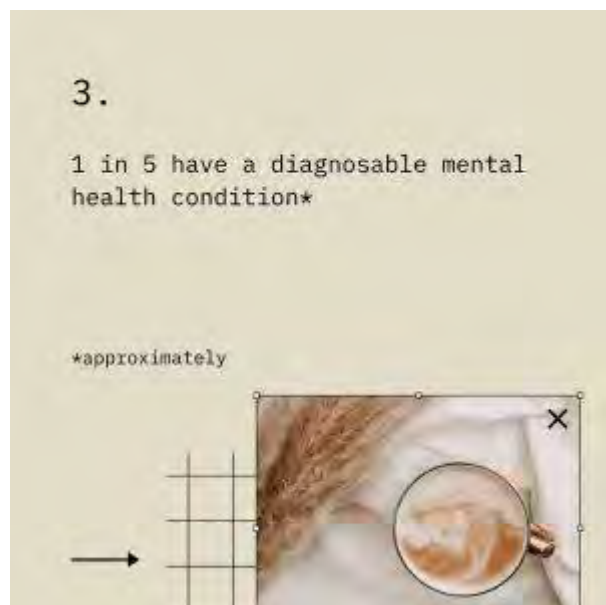 3.
1 in 5 have a diagnosable mental
health condition*
*approximately